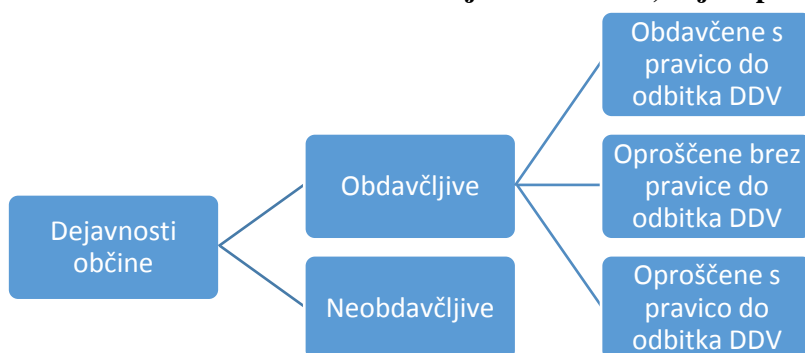 Obdavčene s
pravico do
odbitka DDV
Obdavčljive
Oproščene brez
pravice do
odbitka DDV
Dejavnosti
občine
Neobdavčljive
Oproščene s
pravico do
odbitka DDV